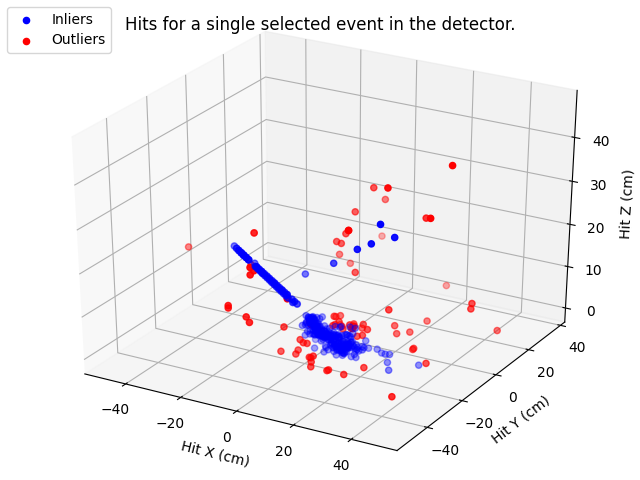 Hits for a single selected event in the detector.
Inliers
Outliers
40
30
20
10
0
Hit Z (cm)
−40
−20
0
20
40
Hit X (cm)
−40
−20
0
20
40
Hit Y (cm)